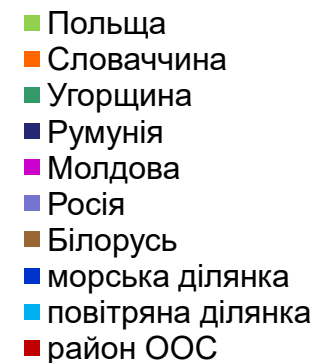 Польща
Словаччина
Угорщина
Румунія
Молдова
Росія
Білорусь
морська ділянка
повітряна ділянка
район ООС